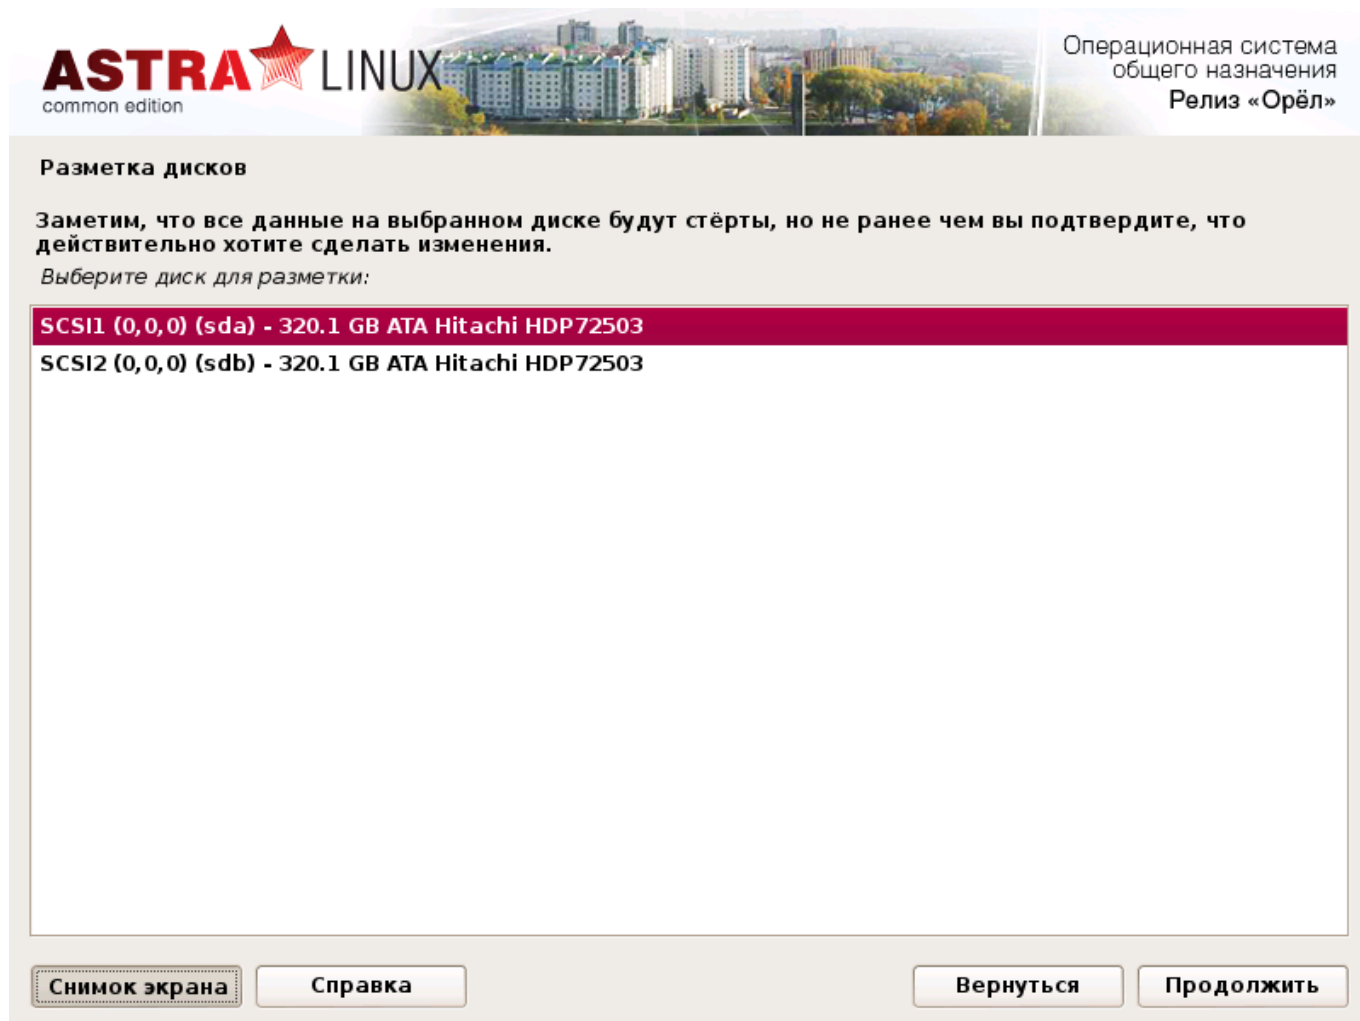 ASTRA LINUX
common edition
Операционная система
общего назначения
Релиз «Орёл»
Разметка дисков
Заметим, что все данные на выбранном диске будут стёрты, но не ранее чем вы подтвердите, что
действительно хотите сделать изменения.
Выберите диск для разметки:
SCSI1 (0,0,0) (sda) - 320.1 GB ATA Hitachi HDP72503
SCSI2 (0,0,0) (sdb) - 320.1 GB ATA Hitachi HDP72503
Снимок экрана
Справка
Вернуться
Продолжить